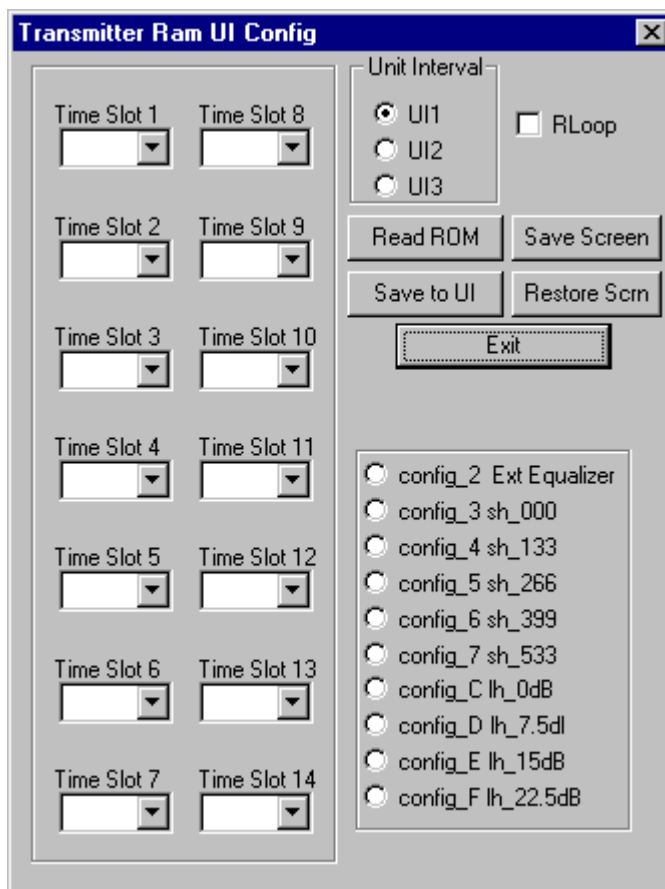 Transmitter Ram UI Config
Time Slot 1
Time Slot 8
Time Slot 2
Time Slot 9
Time Slot 3
Time Slot 10
Time Slot 4
Time Slot 11
Time Slot 5
Time Slot 12
Time Slot 6
Time Slot 13
Time Slot 7
Time Slot 14
Unit Interval
UI1
UI2
UI3
RLoop
Read ROM
Save Screen
Save to UI
Restore Scrn
Exit
config_2 Ext Equalizer
config_3 sh_000
config_4 sh_133
config_5 sh_266
config_6 sh_399
config_7 sh_533
config_C lh_0dB
config_D lh_7.5dl
config_E lh_15dB
config_F lh_22.5dB